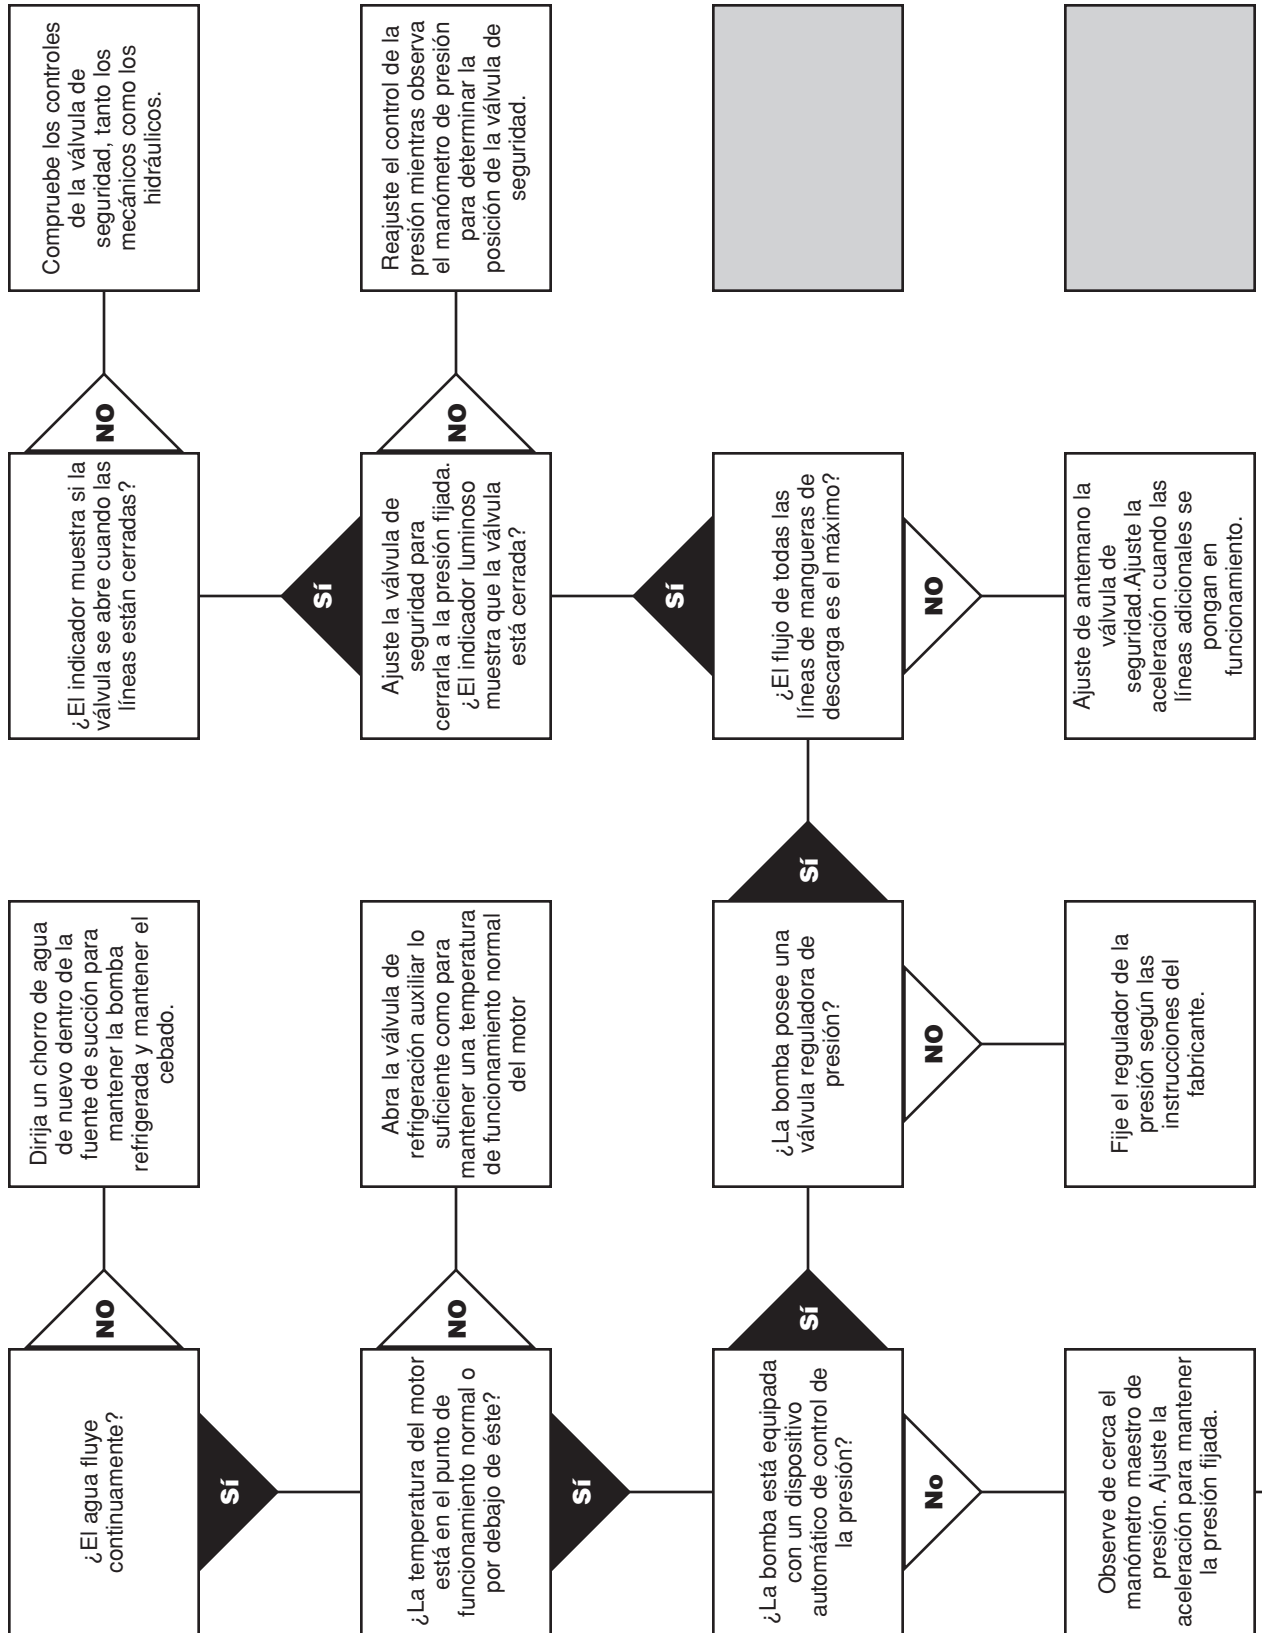 ¿El agua fluye
continuamente?
NO
Dirija un chorro de agua
de nuevo dentro de la
fuente de succión para
mantener la bomba
refrigerada y mantener el
cebado.
¿El indicador muestra si la
válvula se abre cuando las
líneas están cerradas?
NO
Compruebe los controles
de la válvula de
seguridad, tanto los
mecánicos como los
hidráulicos.
Sí
Sí
¿La temperatura del motor
está en el punto de
funcionamiento normal o
por debajo de éste?
NO
Abra la válvula de
refrigeración auxiliar lo
suficiente como para
mantener una temperatura
de funcionamiento normal
del motor
Ajuste la válvula de
seguridad para
cerrarla a la presión fijada.
¿El indicador luminoso
muestra que la válvula
está cerrada?
NO
Reajuste el control de la
presión mientras observa
el manómetro de presión
para determinar la
posición de la válvula de
seguridad.
Sí
Sí
¿La bomba está equipada
con un dispositivo
automático de control de
la presión?
Sí
¿La bomba posee una
válvula reguladora de
presión?
Sí
¿El flujo de todas las
líneas de mangueras de
descarga es el máximo?
No
NO
NO
Observe de cerca el
manómetro maestro de
presión. Ajuste la
aceleración para mantener
la presión fijada.
Fije el regulador de la
presión según las
instrucciones del
fabricante.
Ajuste de antemano la
válvula de
seguridad.Ajuste la
aceleración cuando las
líneas adicionales se
pongan en
funcionamiento.